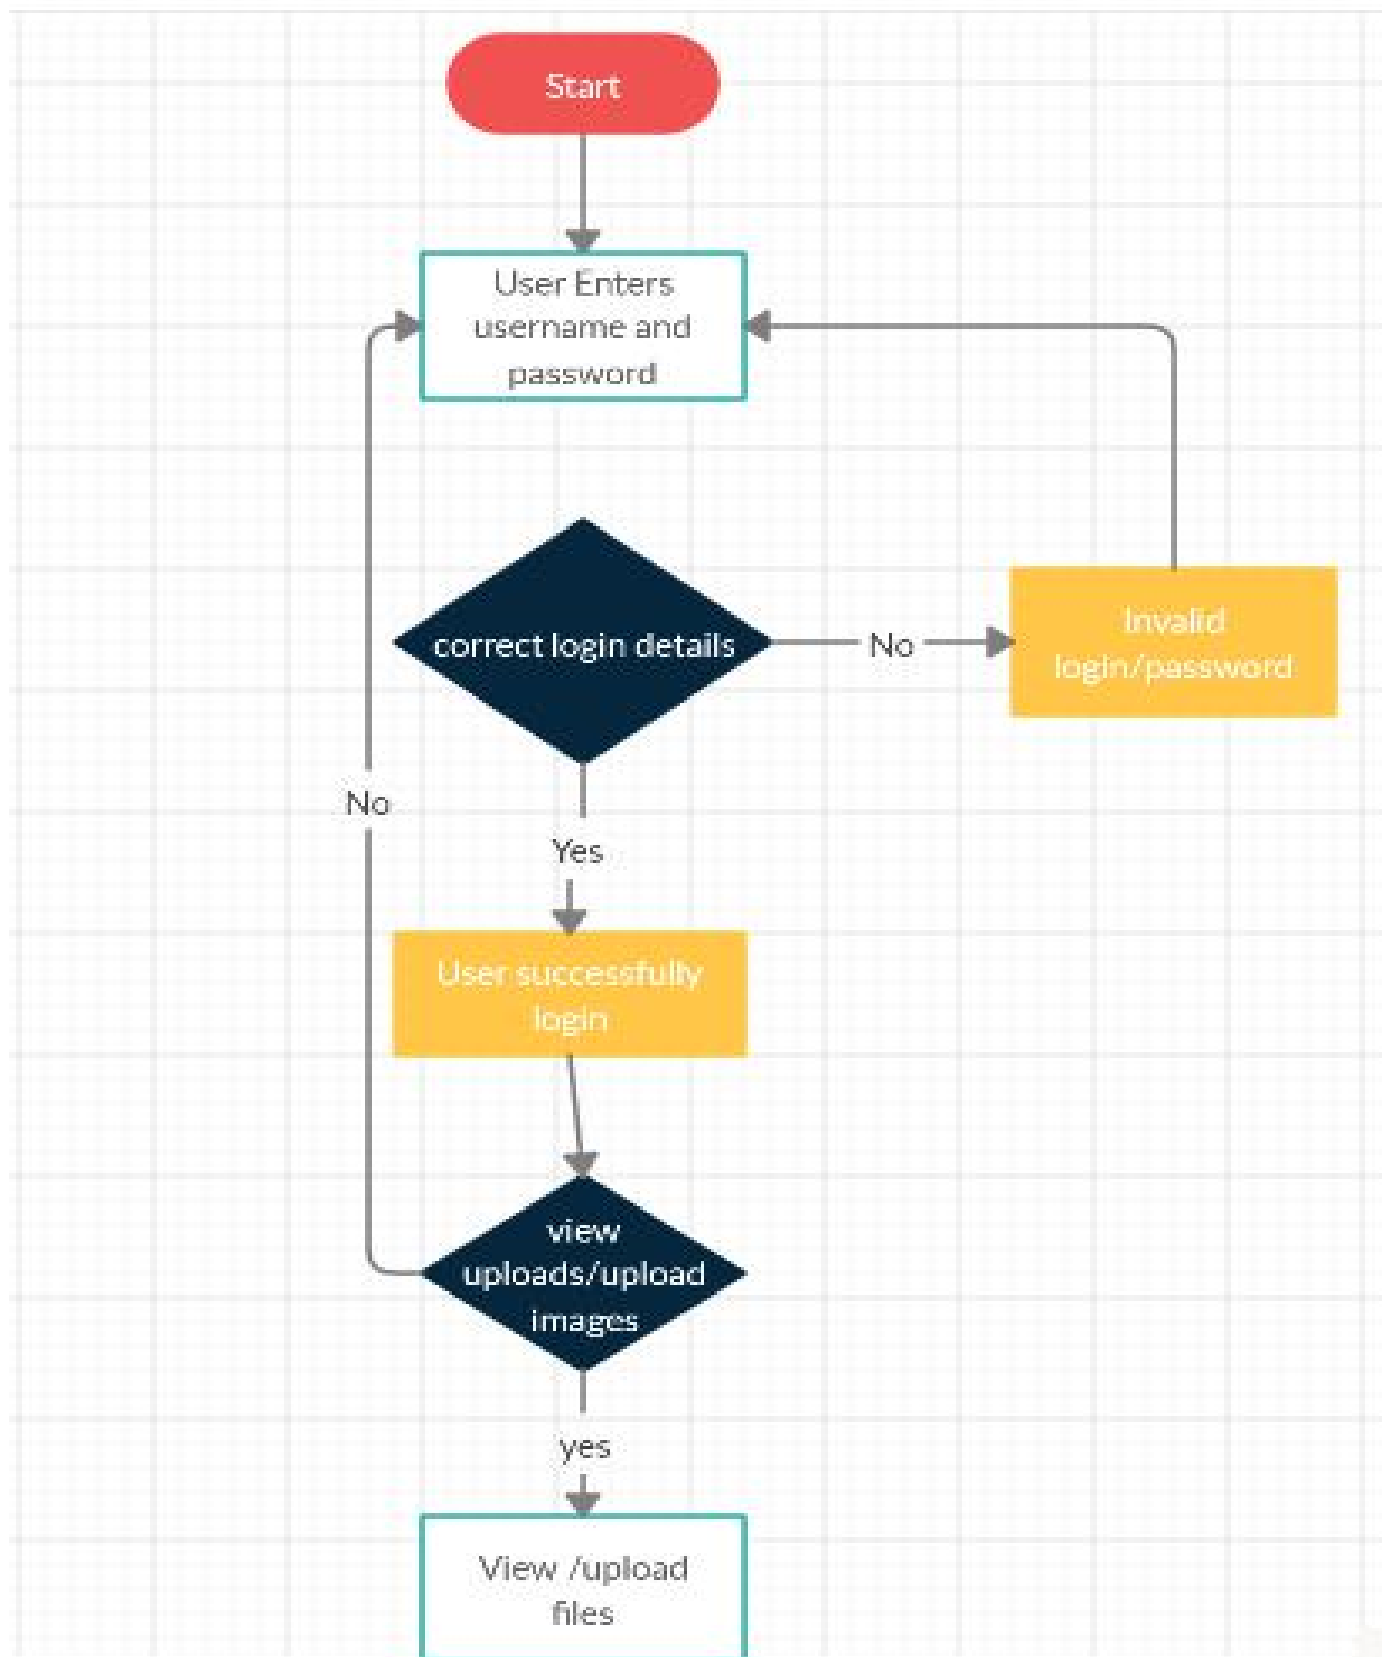 Start
User Enters
username and
password
correct login details
No
Invalid
login/password
No
Yes
User successfully
login
view
uploads/upload
images
yes
View /upload
files